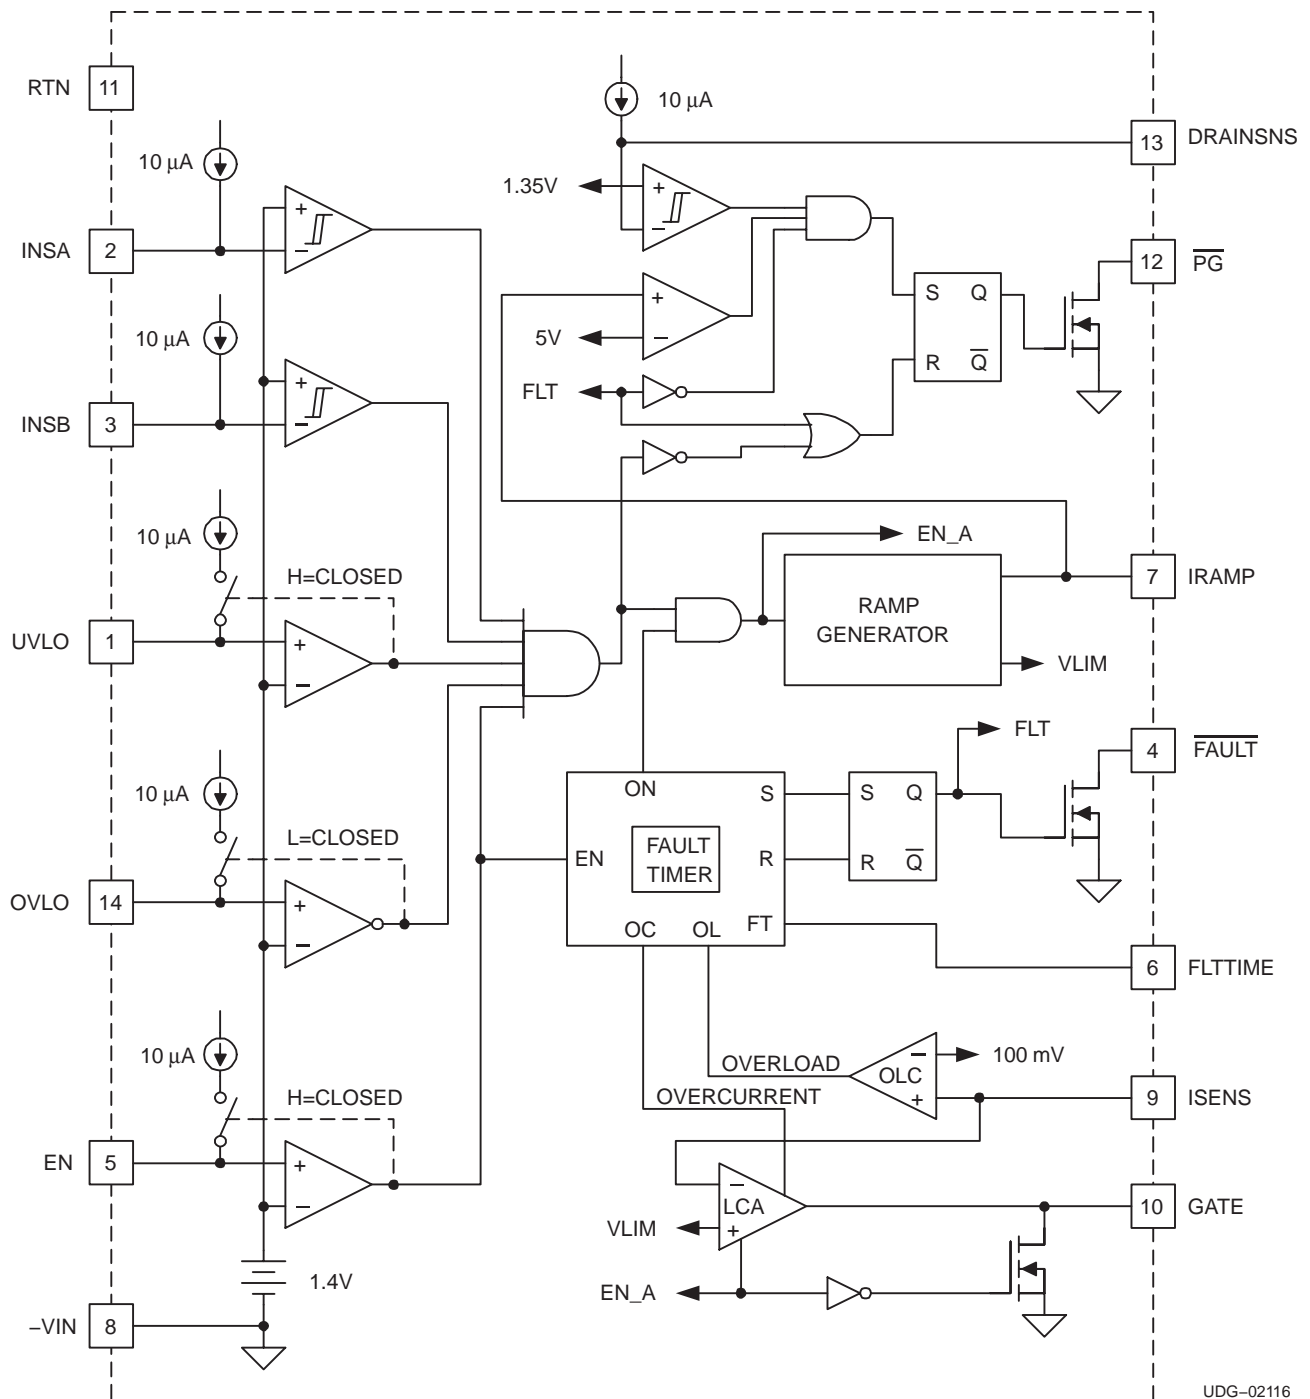 RTN
11
10 μA
10 μA
13
DRAINSNS
1.35V
+
−
INSA
2
+
−
12
PG
10 μA
+
−
5V
S
Q
R
Q
INSB
3
+
−
FLT
10 μA
H=CLOSED
EN_A
7
IRAMP
RAMP
GENERATOR
UVLO
1
+
−
VLIM
FLT
4
FAULT
10 μA
L=CLOSED
ON
S
EN
FAULT
TIMER
R
OC
OL
FT
S
Q
R
Q
OVLO
14
+
−
6
FLTTIME
10 μA
H=CLOSED
OVERLOAD
−
OLC
+
100 mV
OVERCURRENT
9
ISENS
EN
5
+
−
−
LCA
+
VLIM
10
GATE
1.4V
EN_A
−VIN
8
UDG−02116